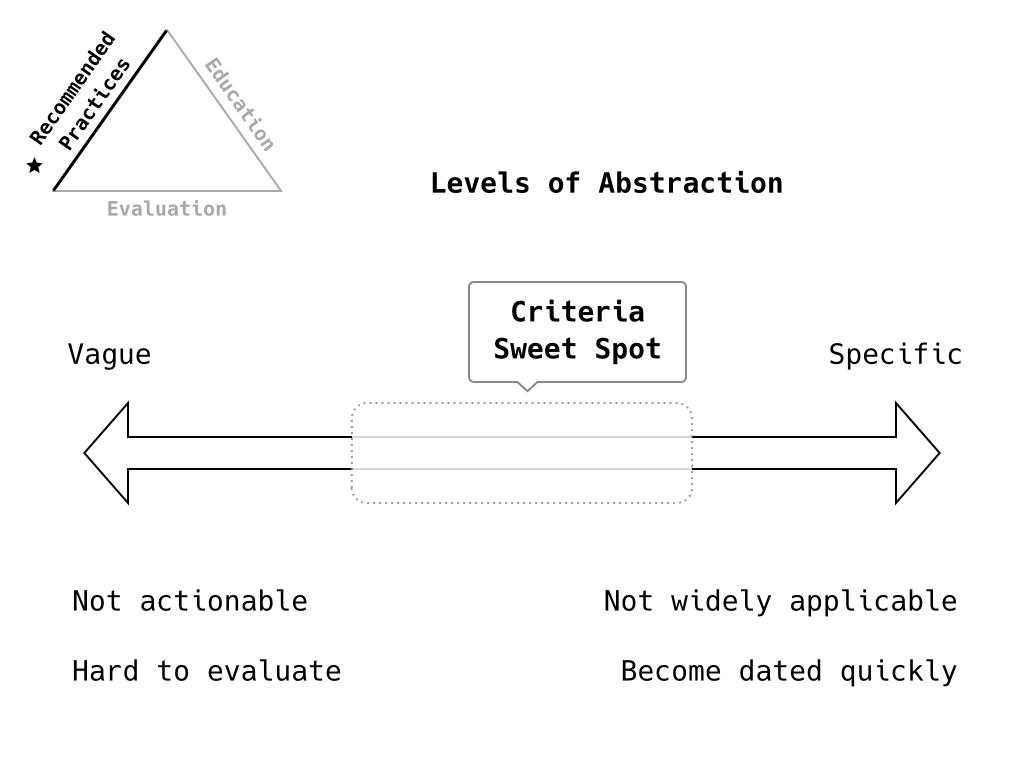 Recommended
Practices
Education
Evaluation
Levels of Abstraction
Criteria
Sweet Spot
Vague
Specific
Not actionable
Not widely applicable
Hard to evaluate
Become dated quickly